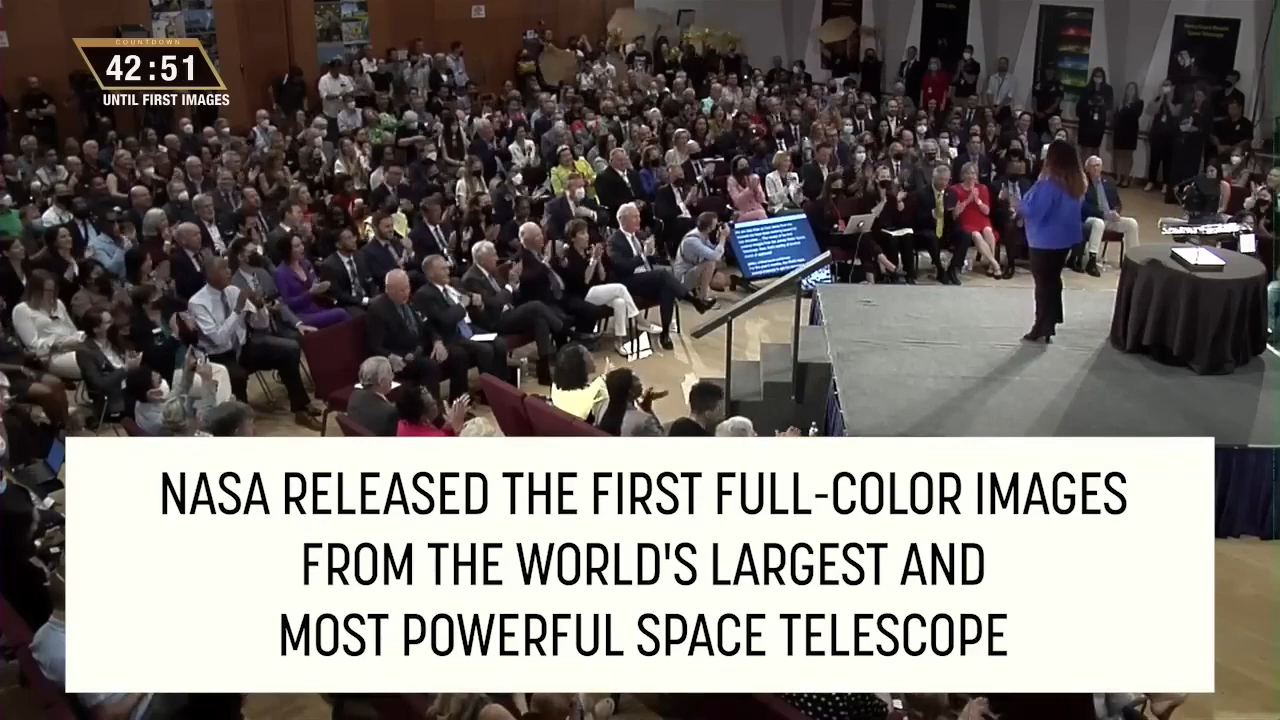 COUNTDOWN
42:51
UNTIL FIRST IMAGES
NASA RELEASED THE FIRST FULL-COLOR IMAGES
FROM THE WORLD'S LARGEST AND
MOST POWERFUL SPACE TELESCOPE